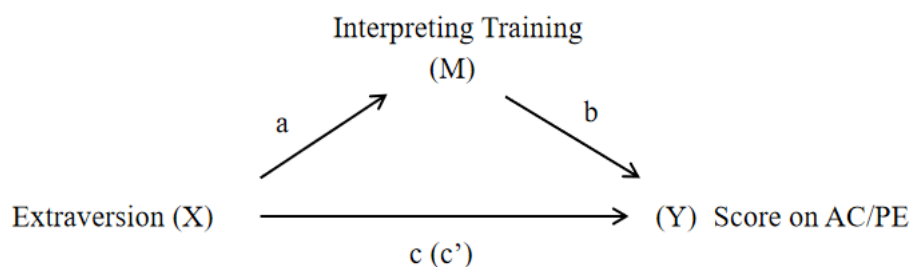 Interpreting Training
(M)
a
b
Extraversion (X)
(Y) Score on AC/PE
c (c’)